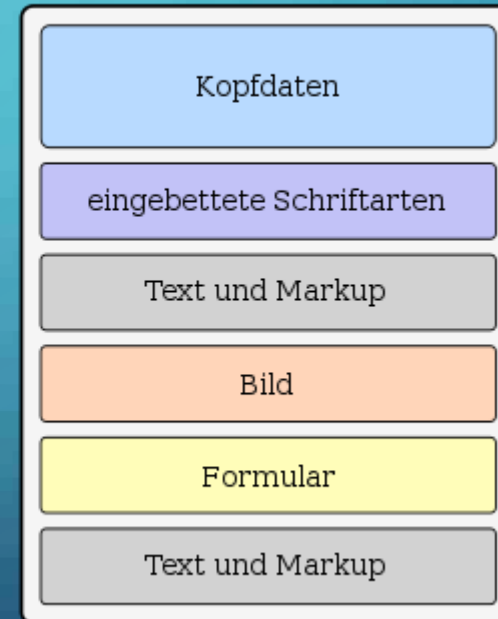 Kopfdaten
eingebettete Schriftarten
Text und Markup
Bild
Formular
Text und Markup